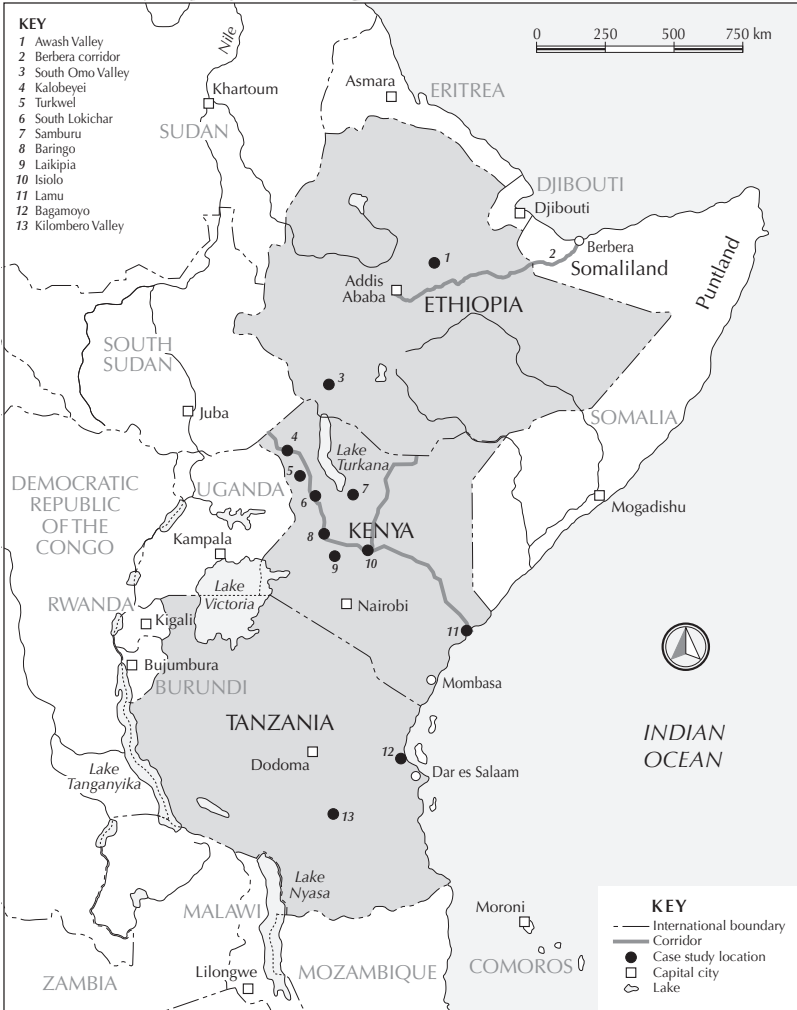 KEY
1 Awash Valley
2 Berbera corridor
3 South Omo Valley
4 Kalobeyei
5 Turkwel
6 South Lokichar
7 Samburu
8 Baringo
9 Laikipia
10 Isiolo
11 Lamu
12 Bagamoyo
13 Kilombero Valley
Nile
0 250 500 750 km
Khartoum
Asmara
ERITREA
SUDAN
DJIBOUTI
Djibouti
Berbera
2
Somaliland
Puntland
1
Addis
Ababa
ETHIOPIA
SOUTH
SUDAN
3
Juba
SOMALIA
4
Lake
Turkana
5
DEMOCRATIC
REPUBLIC
OF THE
CONGO
UGANDA
6
7
Mogadishu
Kampala
8
KENYA
9
10
Lake
Victoria
RWANDA
Kigali
Nairobi
11
Bujumbura
BURUNDI
Mombasa
TANZANIA
INDIAN
OCEAN
Dodoma
12
Dar es Salaam
Lake
Tanganyika
13
Lake
Nyasa
MALAWI
Moroni
ZAMBIA
Lilongwe
MOZAMBIQUE
COMOROS
KEY
International boundary
Corridor
Case study location
Capital city
Lake